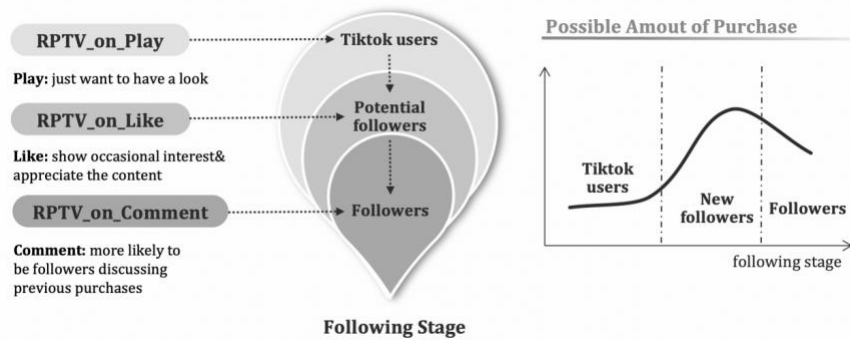 RPTV_on_Play
Play: just want to have a look
RPTV_on_Like
Like: show occasional interest&
appreciate the content
RPTV_on_Comment
Comment: more likely to
be followers discussing
previous purchases
Tiktok users
Potential
followers
Followers
Following Stage
Possible Amout of Purchase
Tiktok
users
New
followers
Followers
following stage